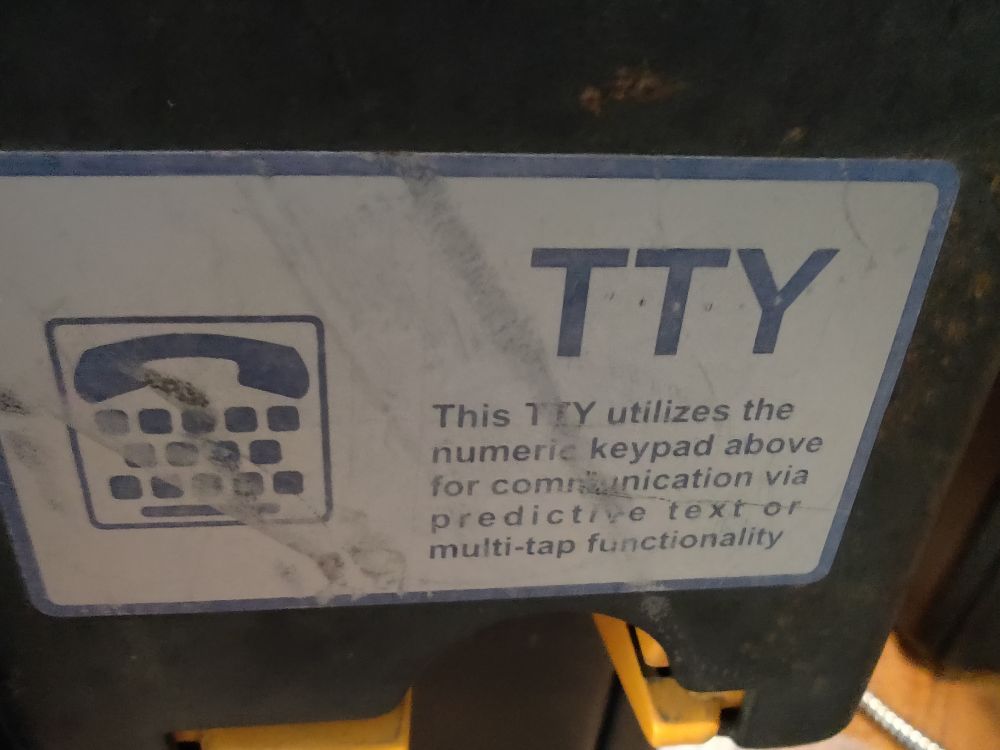 TTY
This TTY utilizes the
numeric keypad above
for communication via
predictive text or
multi-tap functionality